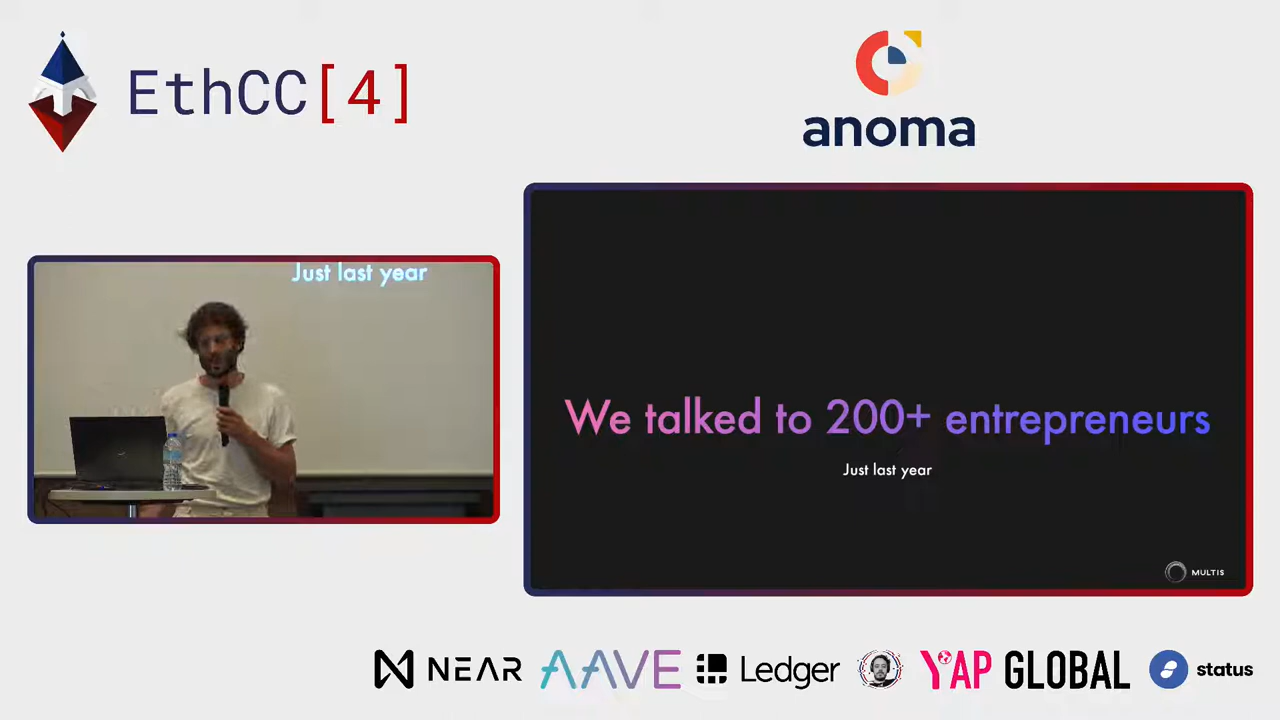 EthCC[4]
anoma
Just last year
We talked to 200+ entrepreneurs
Just last year
MULTIS
NEAR
AAVE
Ledger
YAP GLOBAL
status